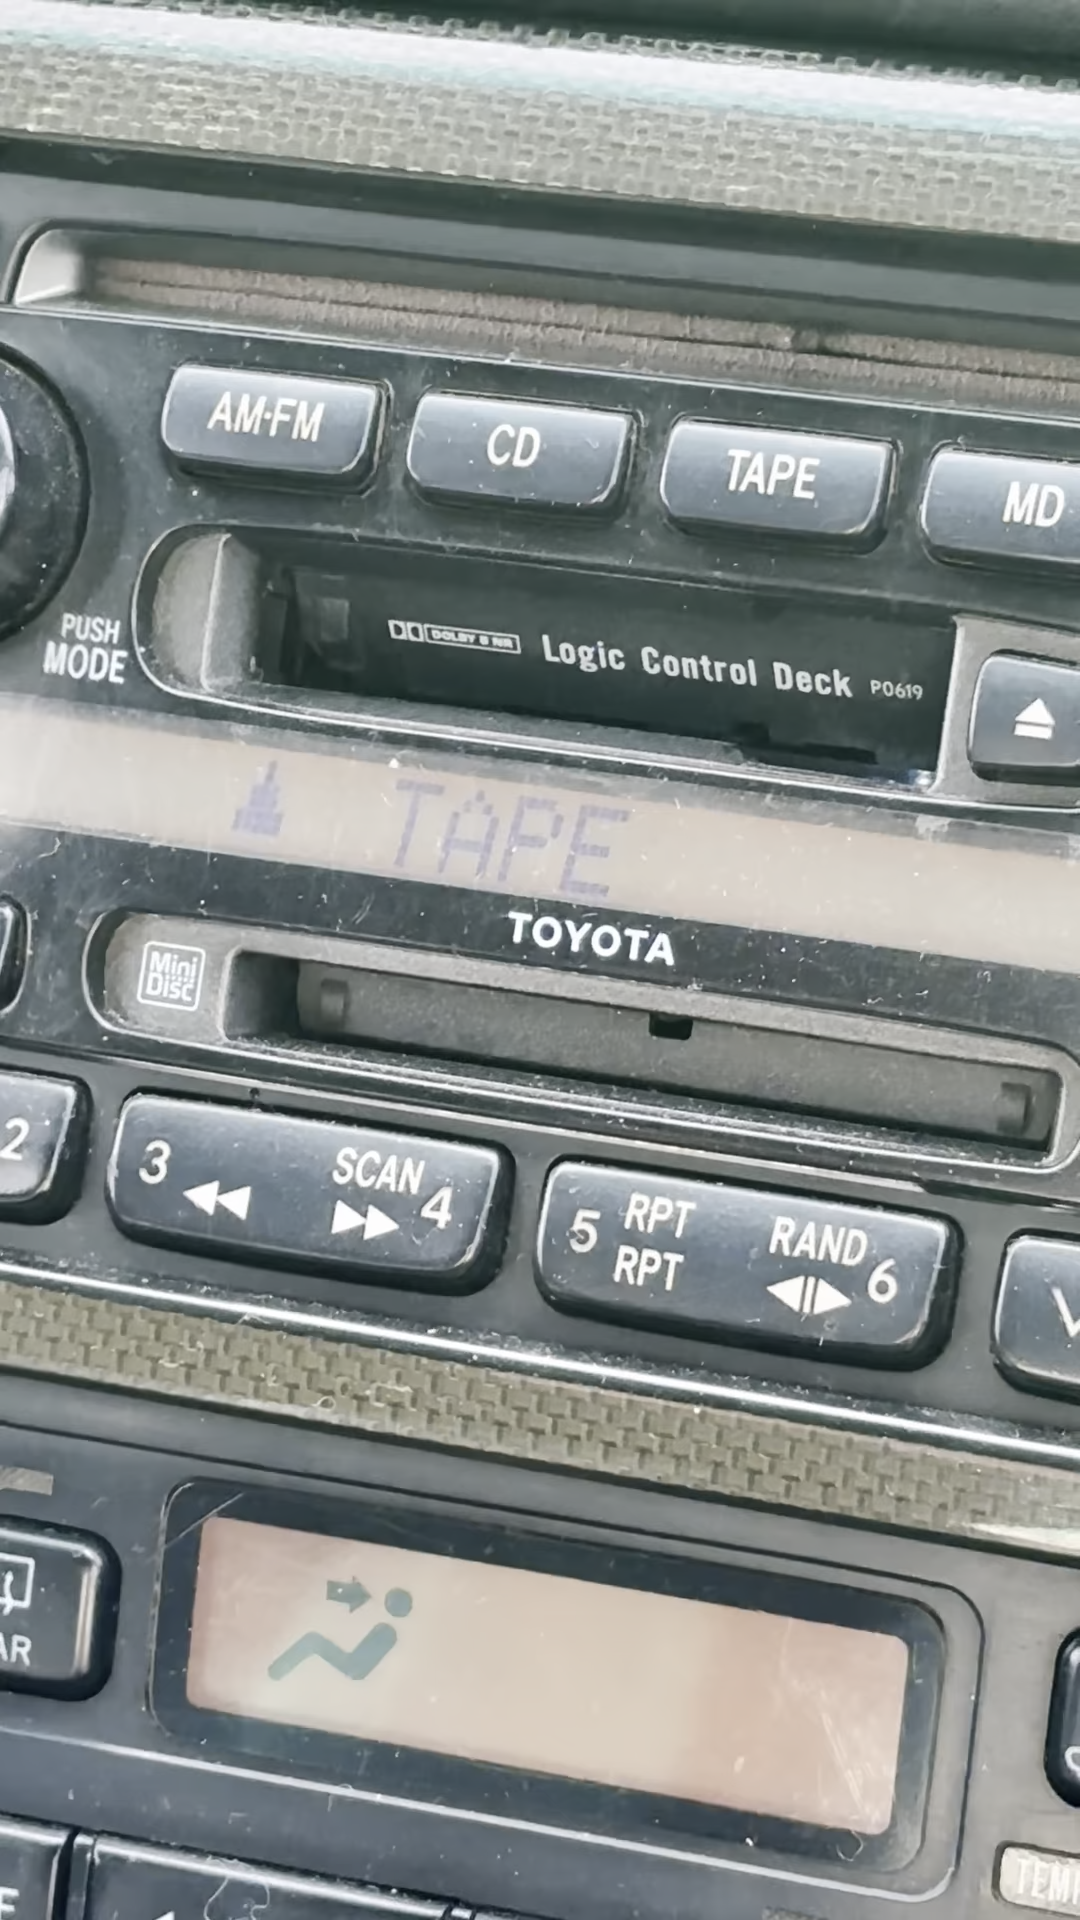 AM·FM
CD
TAPE
MD
PUSH
MODE
DOLBY B NR
Logic Control Deck P0619
TAPE
TOYOTA
Mini
Disc
2
3
SCAN
4
5 RPT
RPT
RAND
6